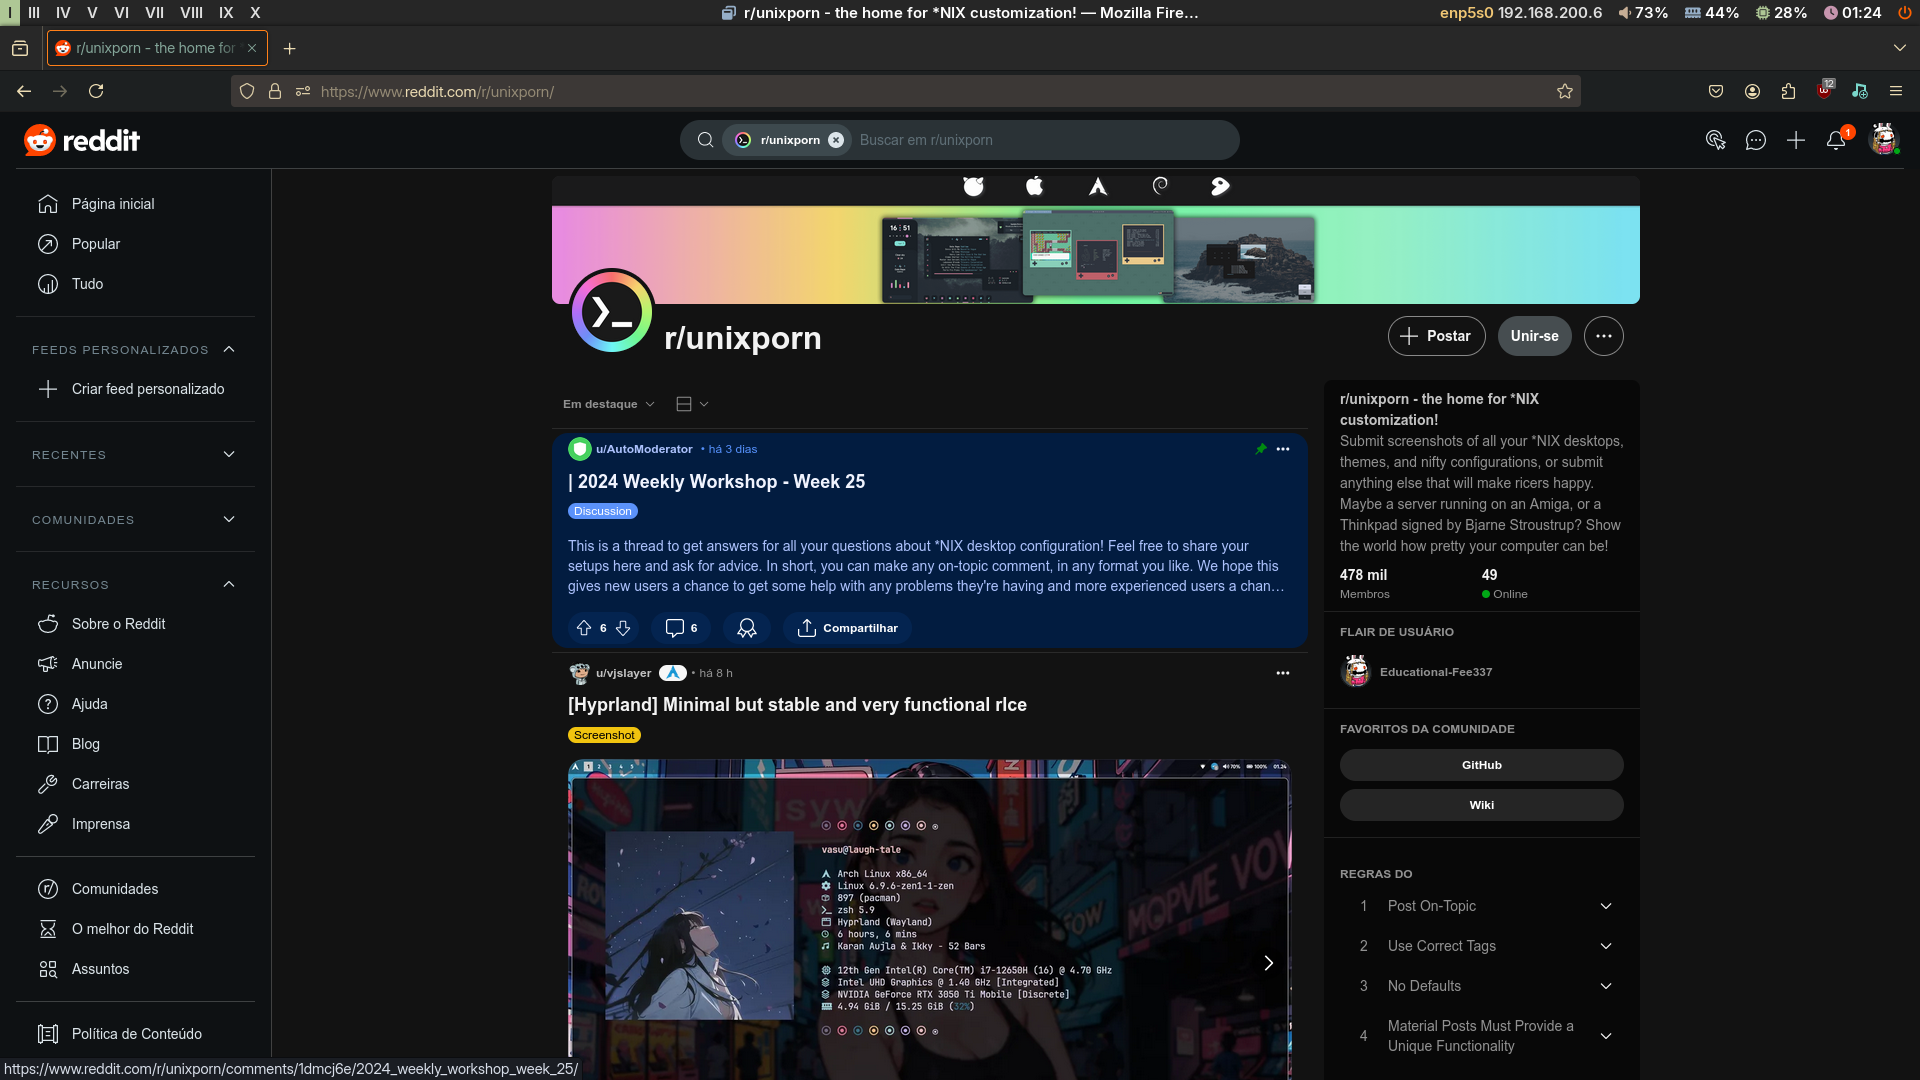 I III IV V VI VII VIII IX X
r/unixporn - the home for *NIX customization! — Mozilla Fire...
enp5s0 192.168.200.6 73% 44% 28% 01:24
r/unixporn - the home for
https://www.reddit.com/r/unixporn/
12
reddit
r/unixporn
Buscar em r/unixporn
1
Página inicial
Popular
Tudo
FEEDS PERSONALIZADOS
Criar feed personalizado
RECENTES
COMUNIDADES
RECURSOS
Sobre o Reddit
Anuncie
Ajuda
Blog
Carreiras
Imprensa
Comunidades
O melhor do Reddit
Assuntos
Política de Conteúdo
https://www.reddit.com/r/unixporn/comments/1dmcj6e/2024_weekly_workshop_week_25/
16 51
r/unixporn
Postar
Unir-se
Em destaque
u/AutoModerator • há 3 dias
| 2024 Weekly Workshop - Week 25
Discussion
This is a thread to get answers for all your questions about *NIX desktop configuration! Feel free to share your
setups here and ask for advice. In short, you can make any on-topic comment, in any format you like. We hope this
gives new users a chance to get some help with any problems they're having and more experienced users a chan…
6
6
Compartilhar
u/vjslayer • há 8 h
[Hyprland] Minimal but stable and very functional rIce
Screenshot
1 2 3 4 5
70% 100% 01:24
vasu@laugh-tale
Arch Linux x86_64
Linux 6.9.6-zen1-1-zen
897 (pacman)
zsh 5.9
Hyprland (Wayland)
6 hours, 6 mins
Karan Aujla & Ikky - 52 Bars
12th Gen Intel(R) Core(TM) i7-12650H (16) @ 4.70 GHz
Intel UHD Graphics @ 1.40 GHz [Integrated]
NVIDIA GeForce RTX 3050 Ti Mobile [Discrete]
4.94 GiB / 15.25 GiB (32%)
MOPVIE VOV
r/unixporn - the home for *NIX
customization!
Submit screenshots of all your *NIX desktops,
themes, and nifty configurations, or submit
anything else that will make ricers happy.
Maybe a server running on an Amiga, or a
Thinkpad signed by Bjarne Stroustrup? Show
the world how pretty your computer can be!
478 mil
Membros
49
Online
FLAIR DE USUÁRIO
Educational-Fee337
FAVORITOS DA COMUNIDADE
GitHub
Wiki
REGRAS DO
1 Post On-Topic
2 Use Correct Tags
3 No Defaults
4 Material Posts Must Provide a
Unique Functionality